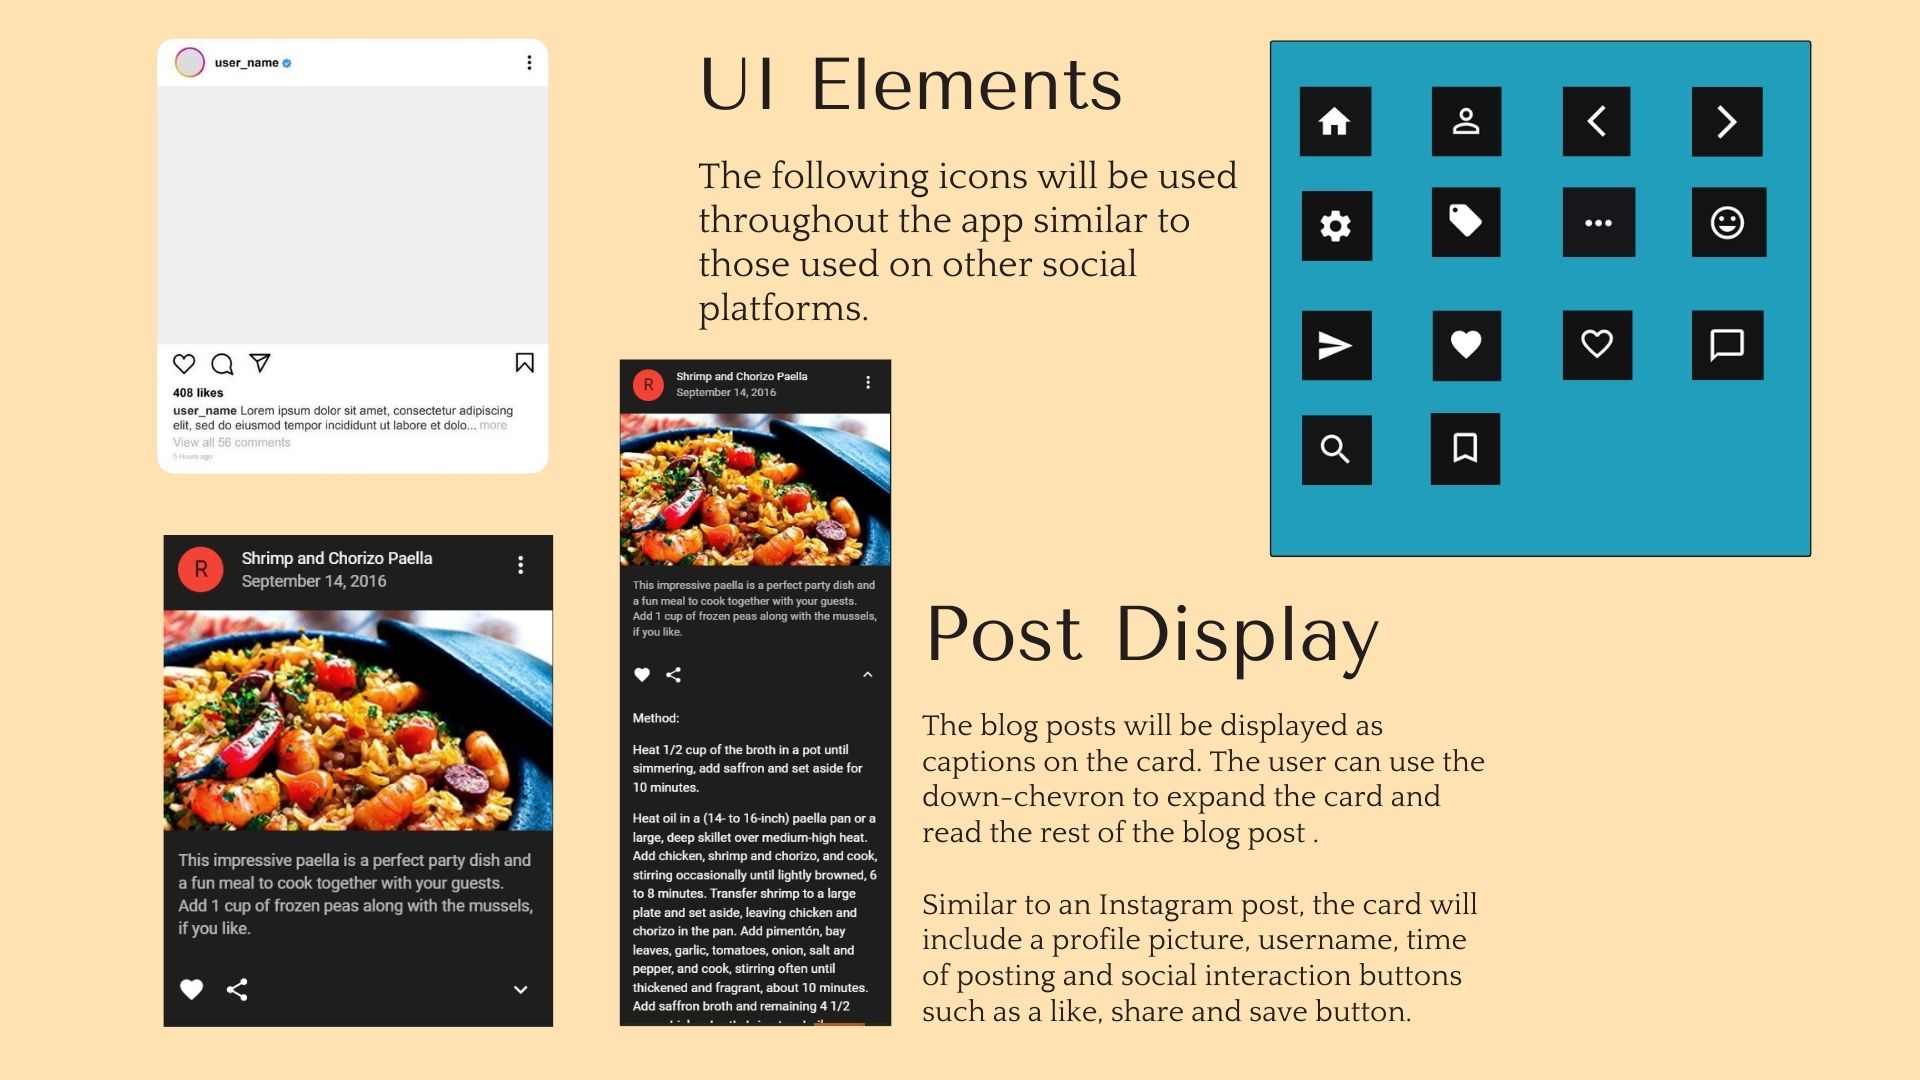 user_name
408 likes
user_name Lorem ipsum dolor sit amet, consectetur adipiscing
elit, sed do eiusmod tempor incididunt ut labore et dolo... more
View all 56 comments
5 Hours ago
UI Elements
The following icons will be used
throughout the app similar to
those used on other social
platforms.
R
Shrimp and Chorizo Paella
September 14, 2016
This impressive paella is a perfect party dish and
a fun meal to cook together with your guests.
Add 1 cup of frozen peas along with the mussels,
if you like.
R
Shrimp and Chorizo Paella
September 14, 2016
This impressive paella is a perfect party dish and
a fun meal to cook together with your guests.
Add 1 cup of frozen peas along with the mussels,
if you like.
Method:
Heat 1/2 cup of the broth in a pot until
simmering, add saffron and set aside for
10 minutes.
Heat oil in a (14- to 16-inch) paella pan or a
large, deep skillet over medium-high heat.
Add chicken, shrimp and chorizo, and cook,
stirring occasionally until lightly browned, 6
to 8 minutes. Transfer shrimp to a large
plate and set aside, leaving chicken and
chorizo in the pan. Add pimentón, bay
leaves, garlic, tomatoes, onion, salt and
pepper, and cook, stirring often until
thickened and fragrant, about 10 minutes.
Add saffron broth and remaining 4 1/2
Post Display
The blog posts will be displayed as
captions on the card. The user can use the
down-chevron to expand the card and
read the rest of the blog post .
Similar to an Instagram post, the card will
include a profile picture, username, time
of posting and social interaction buttons
such as a like, share and save button.